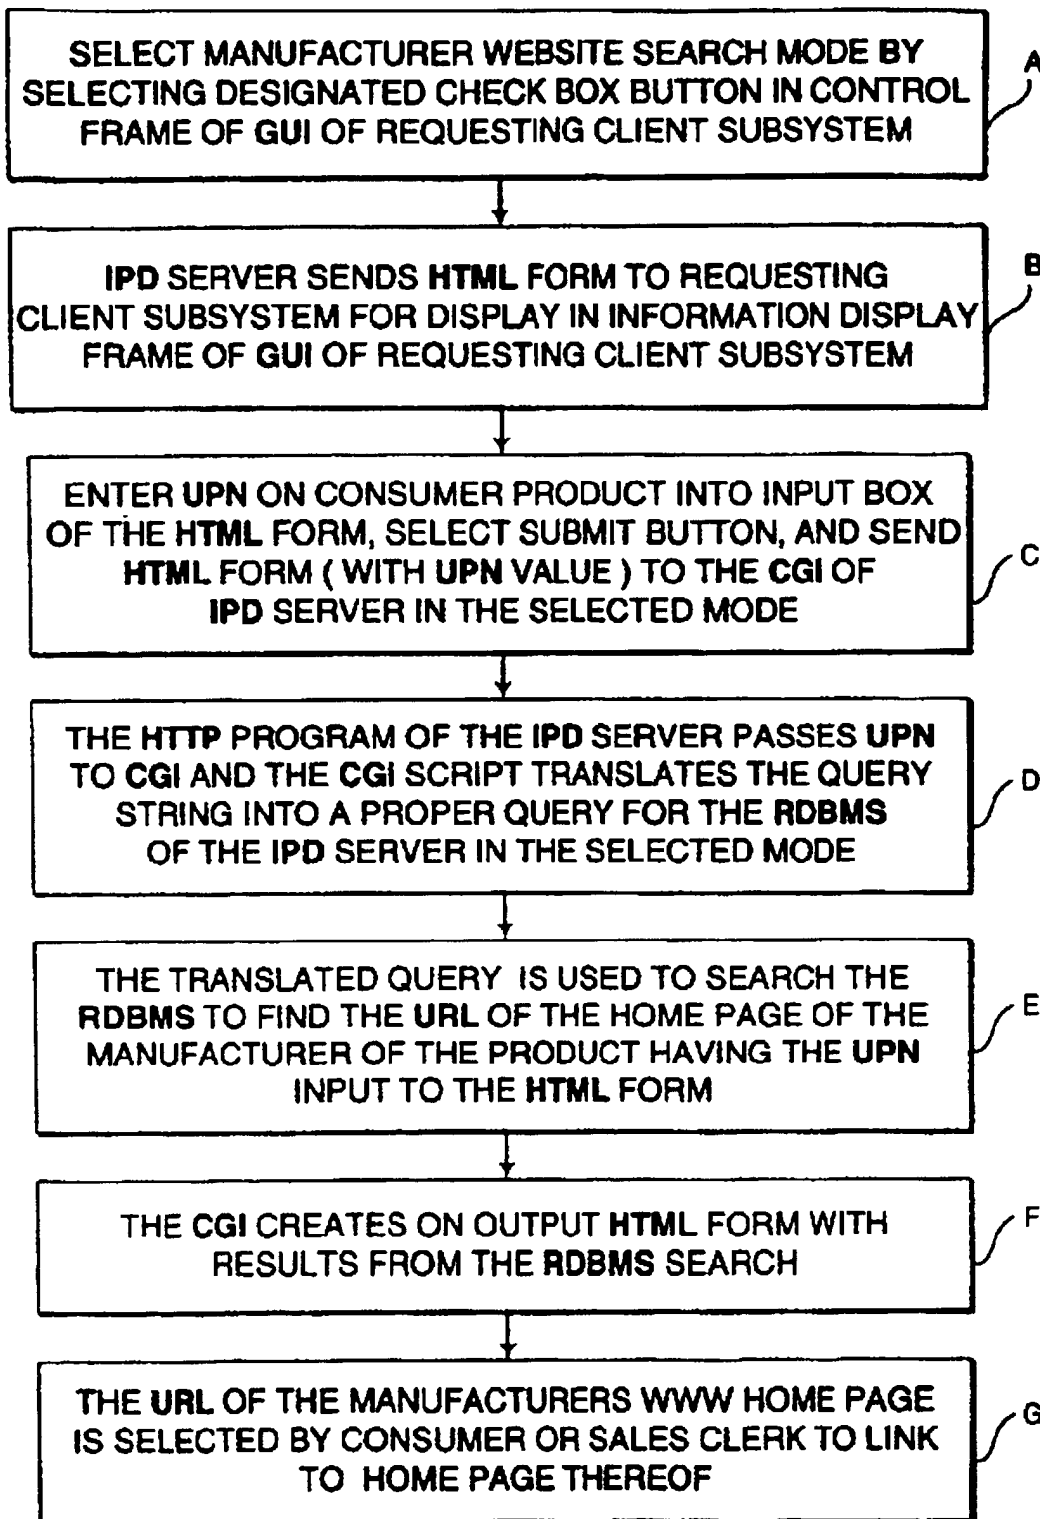 SELECT MANUFACTURER WEBSITE SEARCH MODE BY
SELECTING DESIGNATED CHECK BOX BUTTON IN CONTROL
FRAME OF GUI OF REQUESTING CLIENT SUBSYSTEM
A
IPD SERVER SENDS HTML FORM TO REQUESTING
CLIENT SUBSYSTEM FOR DISPLAY IN INFORMATION DISPLAY
FRAME OF GUI OF REQUESTING CLIENT SUBSYSTEM
B
ENTER UPN ON CONSUMER PRODUCT INTO INPUT BOX
OF THE HTML FORM, SELECT SUBMIT BUTTON, AND SEND
HTML FORM ( WITH UPN VALUE ) TO THE CGI OF
IPD SERVER IN THE SELECTED MODE
C
THE HTTP PROGRAM OF THE IPD SERVER PASSES UPN
TO CGI AND THE CGI SCRIPT TRANSLATES THE QUERY
STRING INTO A PROPER QUERY FOR THE RDBMS
OF THE IPD SERVER IN THE SELECTED MODE
D
THE TRANSLATED QUERY IS USED TO SEARCH THE
RDBMS TO FIND THE URL OF THE HOME PAGE OF THE
MANUFACTURER OF THE PRODUCT HAVING THE UPN
INPUT TO THE HTML FORM
E
THE CGI CREATES ON OUTPUT HTML FORM WITH
RESULTS FROM THE RDBMS SEARCH
F
THE URL OF THE MANUFACTURERS WWW HOME PAGE
IS SELECTED BY CONSUMER OR SALES CLERK TO LINK
TO HOME PAGE THEREOF
G